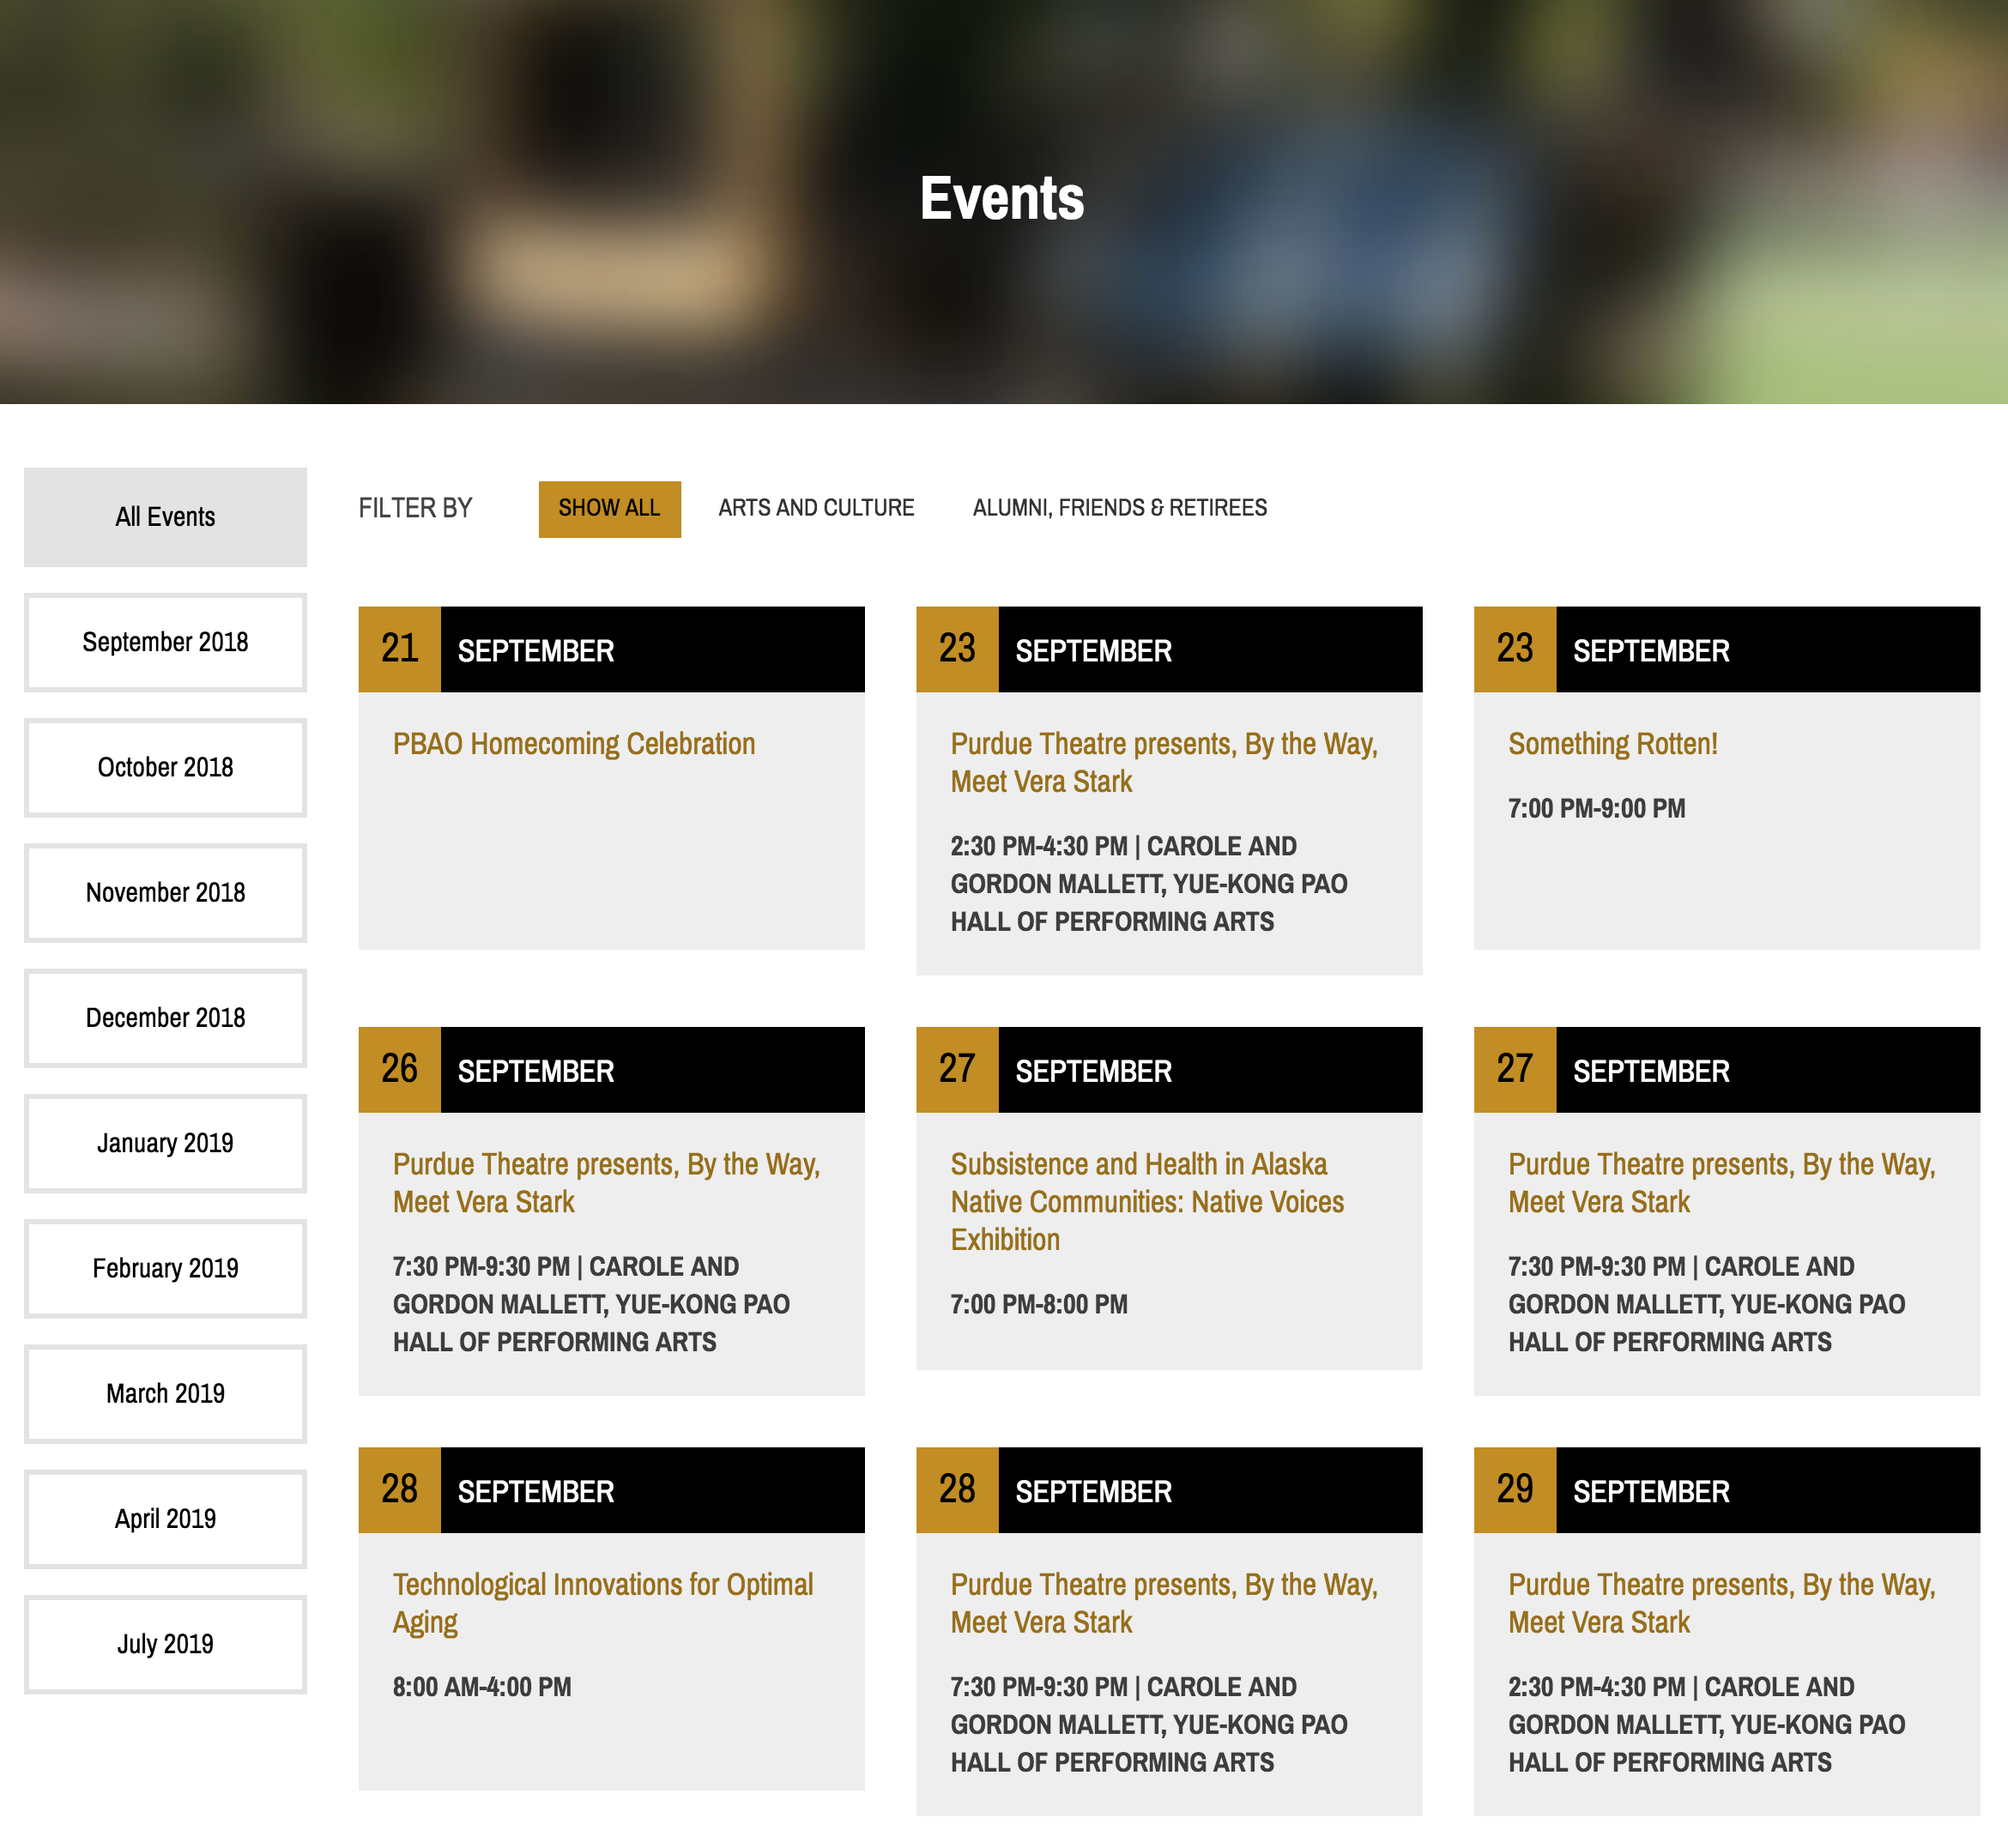 Events
All Events
September 2018
October 2018
November 2018
December 2018
January 2019
February 2019
March 2019
April 2019
July 2019
FILTER BY
SHOW ALL
ARTS AND CULTURE
ALUMNI, FRIENDS & RETIREES
21 SEPTEMBER
PBAO Homecoming Celebration
23 SEPTEMBER
Purdue Theatre presents, By the Way,
Meet Vera Stark
2:30 PM-4:30 PM | CAROLE AND
GORDON MALLETT, YUE-KONG PAO
HALL OF PERFORMING ARTS
23 SEPTEMBER
Something Rotten!
7:00 PM-9:00 PM
26 SEPTEMBER
Purdue Theatre presents, By the Way,
Meet Vera Stark
7:30 PM-9:30 PM | CAROLE AND
GORDON MALLETT, YUE-KONG PAO
HALL OF PERFORMING ARTS
27 SEPTEMBER
Subsistence and Health in Alaska
Native Communities: Native Voices
Exhibition
7:00 PM-8:00 PM
27 SEPTEMBER
Purdue Theatre presents, By the Way,
Meet Vera Stark
7:30 PM-9:30 PM | CAROLE AND
GORDON MALLETT, YUE-KONG PAO
HALL OF PERFORMING ARTS
28 SEPTEMBER
Technological Innovations for Optimal
Aging
8:00 AM-4:00 PM
28 SEPTEMBER
Purdue Theatre presents, By the Way,
Meet Vera Stark
7:30 PM-9:30 PM | CAROLE AND
GORDON MALLETT, YUE-KONG PAO
HALL OF PERFORMING ARTS
29 SEPTEMBER
Purdue Theatre presents, By the Way,
Meet Vera Stark
2:30 PM-4:30 PM | CAROLE AND
GORDON MALLETT, YUE-KONG PAO
HALL OF PERFORMING ARTS